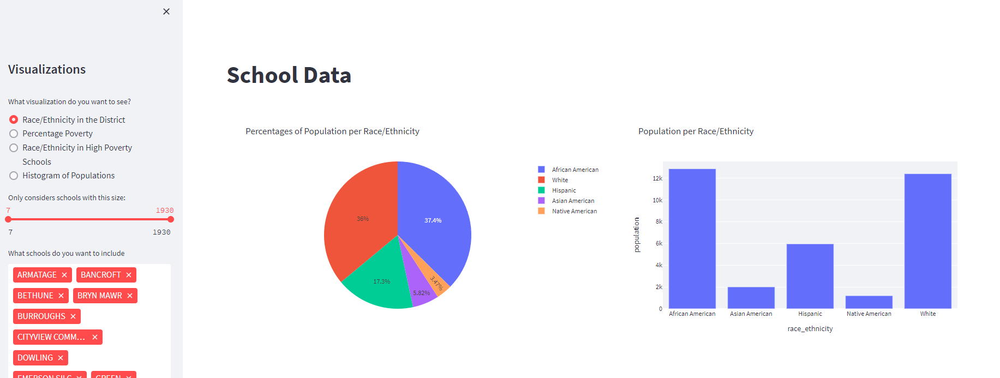 Visualizations
What visualization do you want to see?
Race/Ethnicity in the District
Percentage Poverty
Race/Ethnicity in High Poverty
Schools
Histogram of Populations
Only considers schools with this size:
7 1930
7 1930
What schools do you want to include
ARMATAGE BANCROFT
BETHUNE BRYN MAWR
BURROUGHS
CITYVIEW COMM...
DOWLING
EMERSON SILC GREEN
School Data
Percentages of Population per Race/Ethnicity
36%
37.4%
17.3%
5.82%
3.47%
African American
White
Hispanic
Asian American
Native American
Population per Race/Ethnicity
population
12k
10k
8k
6k
4k
2k
0
African American Asian American Hispanic Native American White
race_ethnicity